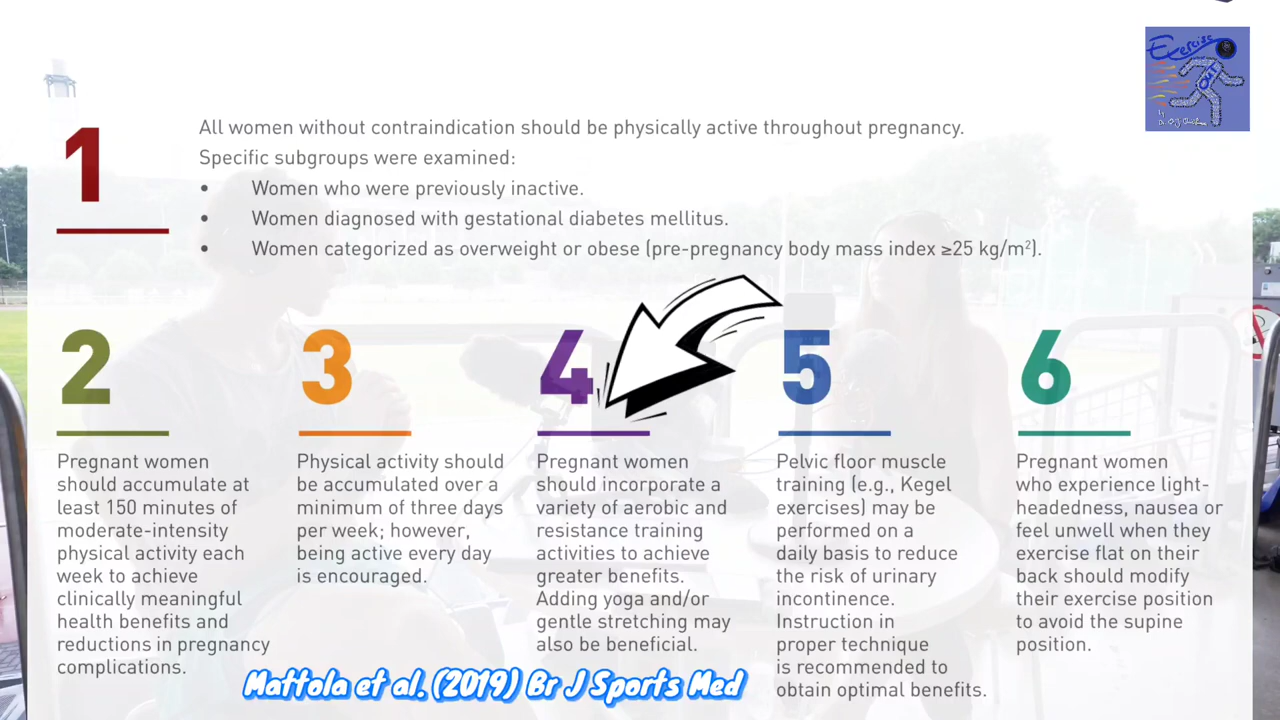 Exercise
OUT
1
All women without contraindication should be physically active throughout pregnancy.
Specific subgroups were examined:
• Women who were previously inactive.
• Women diagnosed with gestational diabetes mellitus.
• Women categorized as overweight or obese (pre-pregnancy body mass index ≥25 kg/m²).
2
Pregnant women
should accumulate at
least 150 minutes of
moderate-intensity
physical activity each
week to achieve
clinically meaningful
health benefits and
reductions in pregnancy
complications.
3
Physical activity should
be accumulated over a
minimum of three days
per week; however,
being active every day
is encouraged.
4
Pregnant women
should incorporate a
variety of aerobic and
resistance training
activities to achieve
greater benefits.
Adding yoga and/or
gentle stretching may
also be beneficial.
5
Pelvic floor muscle
training (e.g., Kegel
exercises) may be
performed on a
daily basis to reduce
the risk of urinary
incontinence.
Instruction in
proper technique
is recommended to
obtain optimal benefits.
6
Pregnant women
who experience light-
headedness, nausea or
feel unwell when they
exercise flat on their
back should modify
their exercise position
to avoid the supine
position.
Mattola et al. (2019) Br J Sports Med